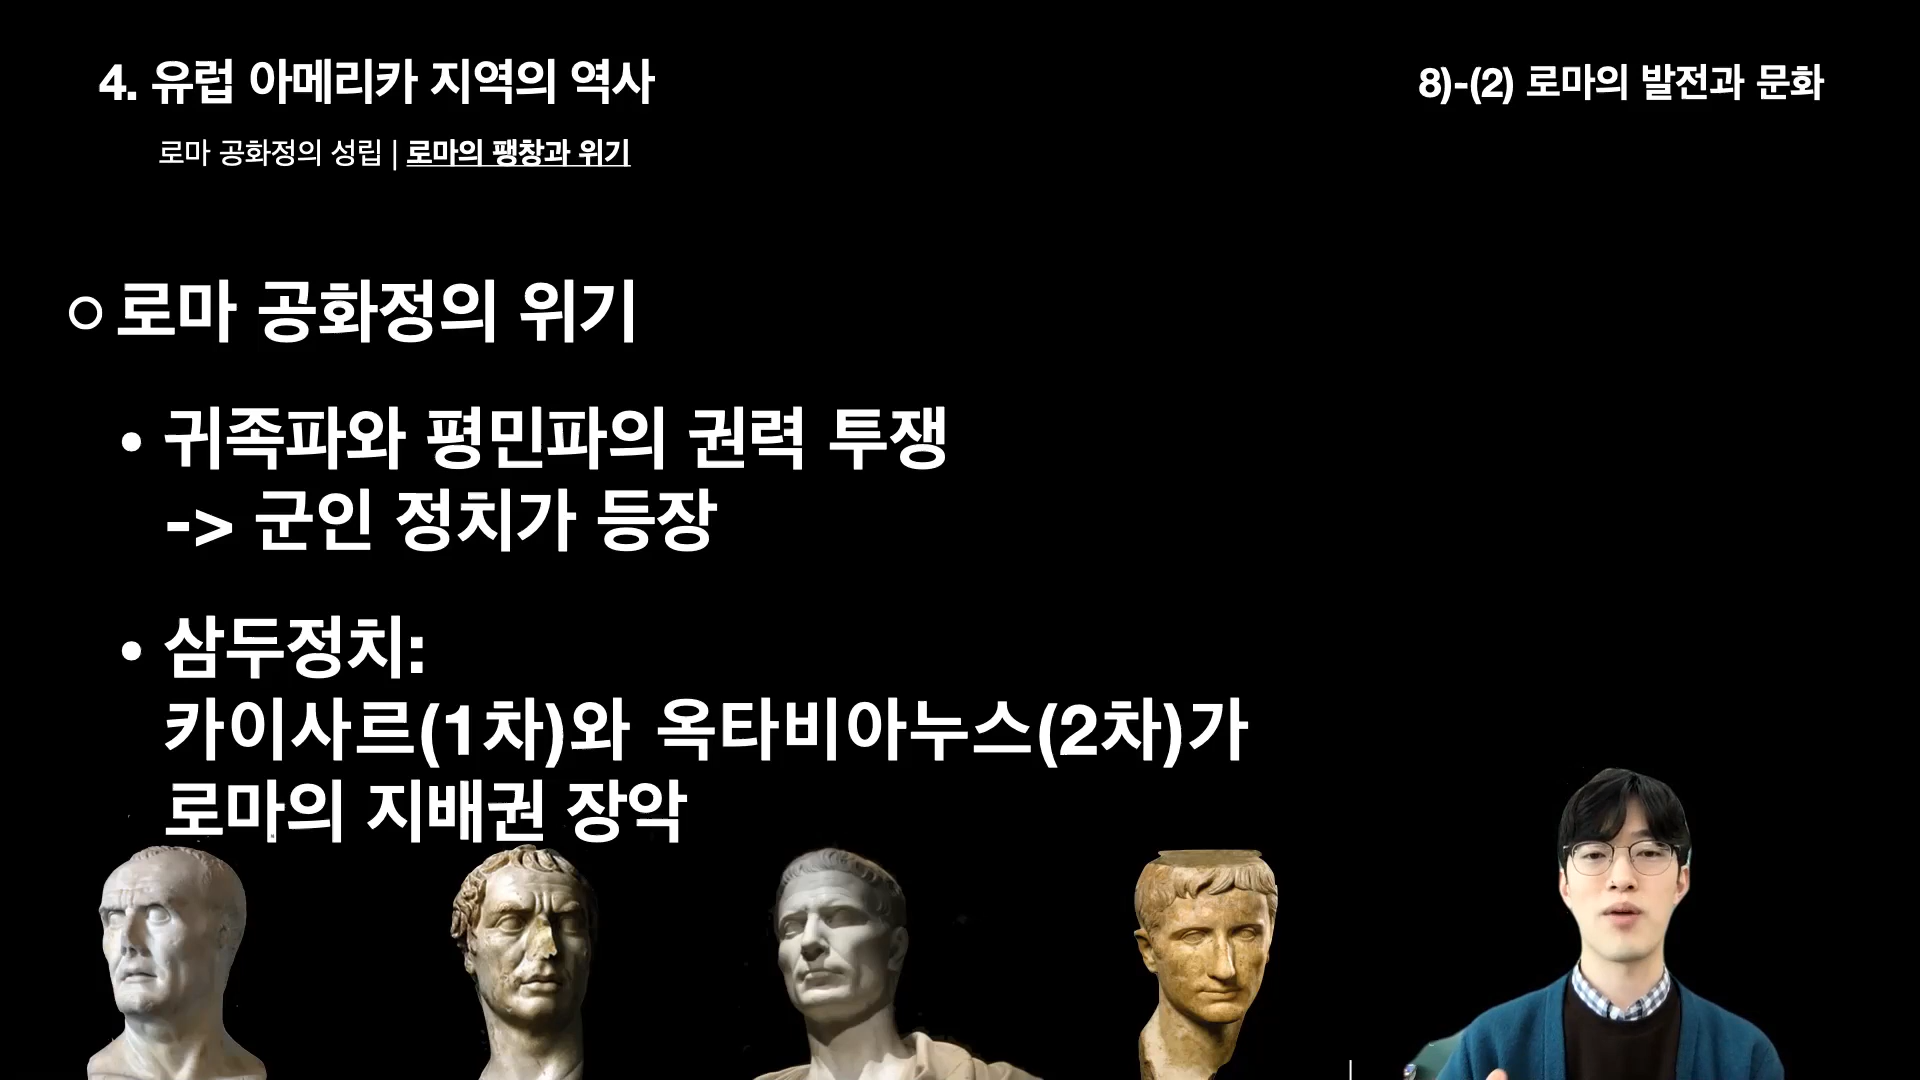 4. 유럽 아메리카 지역의 역사
8)-(2) 로마의 발전과 문화
로마 공화정의 성립 | 로마의 팽창과 위기
○ 로마 공화정의 위기
• 귀족파와 평민파의 권력 투쟁
-> 군인 정치가 등장
• 삼두정치:
카이사르(1차)와 옥타비아누스(2차)가
로마의 지배권 장악